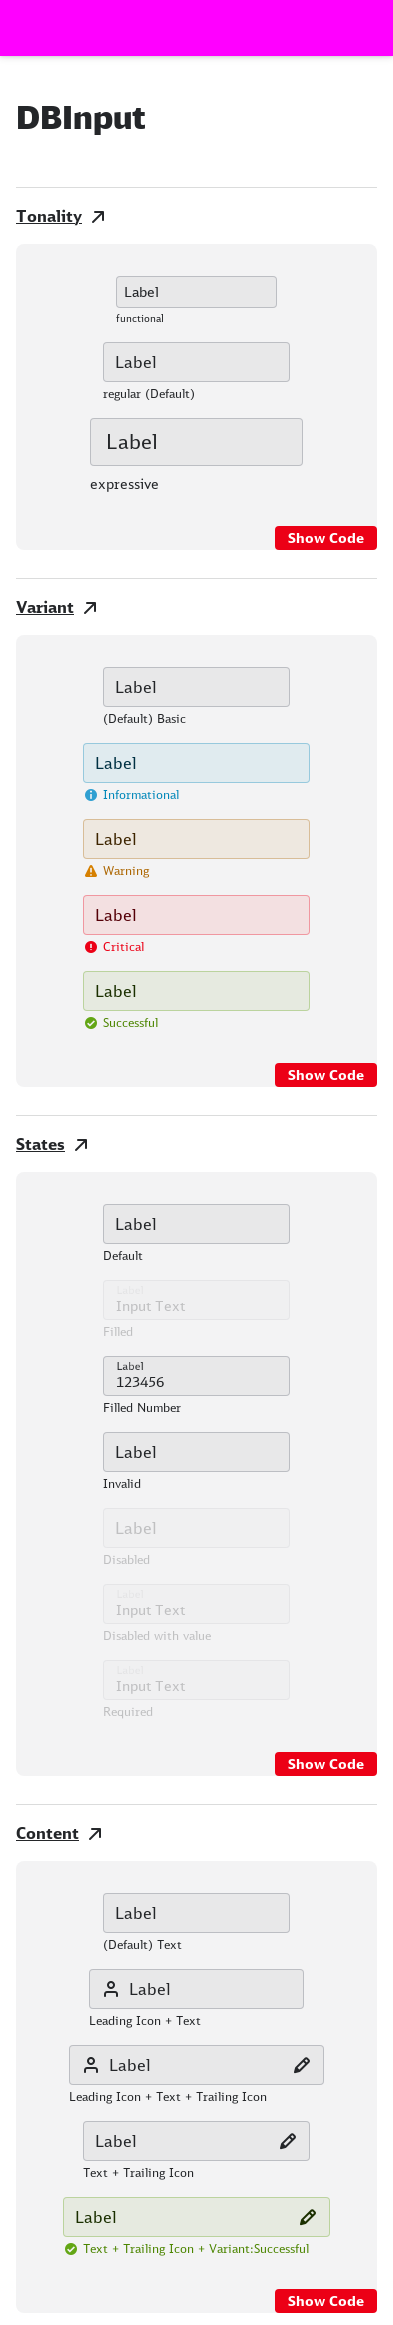 DBInput
Tonality
Label
functional
Label
regular (Default)
Label
expressive
Show Code
Variant
Label
(Default) Basic
Label
Informational
Label
Warning
Label
Critical
Label
Successful
Show Code
States
Label
Default
Label
Input Text
Filled
Label
123456
Filled Number
Label
Invalid
Label
Disabled
Label
Input Text
Disabled with value
Label
Input Text
Required
Show Code
Content
Label
(Default) Text
Label
Leading Icon + Text
Label
Leading Icon + Text + Trailing Icon
Label
Text + Trailing Icon
Label
Text + Trailing Icon + Variant:Successful
Show Code